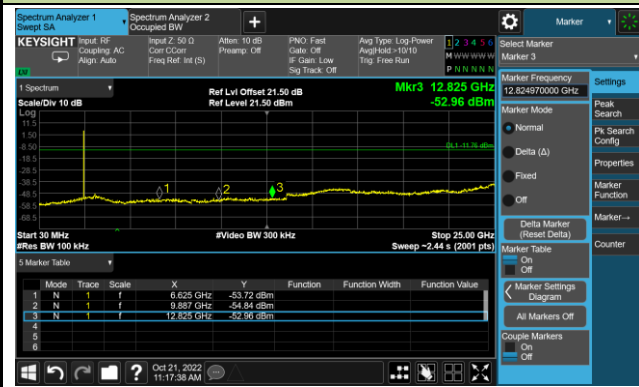 Spectrum Analyzer 1
Swept SA
Spectrum Analyzer 2
Occupied BW
Marker
KEYSIGHT
Input: RF
Coupling: AC
Align: Auto
Input Z: 50 Ω
Corr CCorr
Freq Ref: Int (S)
Atten: 10 dB
Preamp: Off
PNO: Fast
Gate: Off
IF Gain: Low
Sig Track: Off
Avg Type: Log-Power
Avg|Hold:>10/10
Trig: Free Run
1 2 3 4 5 6
M W W W W W
P N N N N N
Select Marker
Marker 3
1 Spectrum
Scale/Div 10 dB
Log
Ref Lvl Offset 21.50 dB
Ref Level 21.50 dBm
Mkr3 12.825 GHz
-52.96 dBm
11.5
1.50
-8.50
-18.5
-28.5
-38.5
-48.5
-58.5
-68.5
DL1 -11.75 dBm
1
2
3
Start 30 MHz
#Res BW 100 kHz
#Video BW 300 kHz
Stop 25.00 GHz
Sweep ~2.44 s (2001 pts)
5 Marker Table
Mode Trace Scale X Y Function Function Width Function Value
1 N 1 f 6.625 GHz -53.72 dBm
2 N 1 f 9.887 GHz -54.84 dBm
3 N 1 f 12.825 GHz -52.96 dBm
4
5
6
Marker Frequency
12.824970000 GHz
Marker Mode
Normal
Delta (Δ)
Fixed
Off
Delta Marker
(Reset Delta)
Marker Table
On
Off
Marker Settings
Diagram
All Markers Off
Couple Markers
On
Off
Settings
Peak
Search
Pk Search
Config
Properties
Marker
Function
Marker→
Counter
Oct 21, 2022
11:17:38 AM